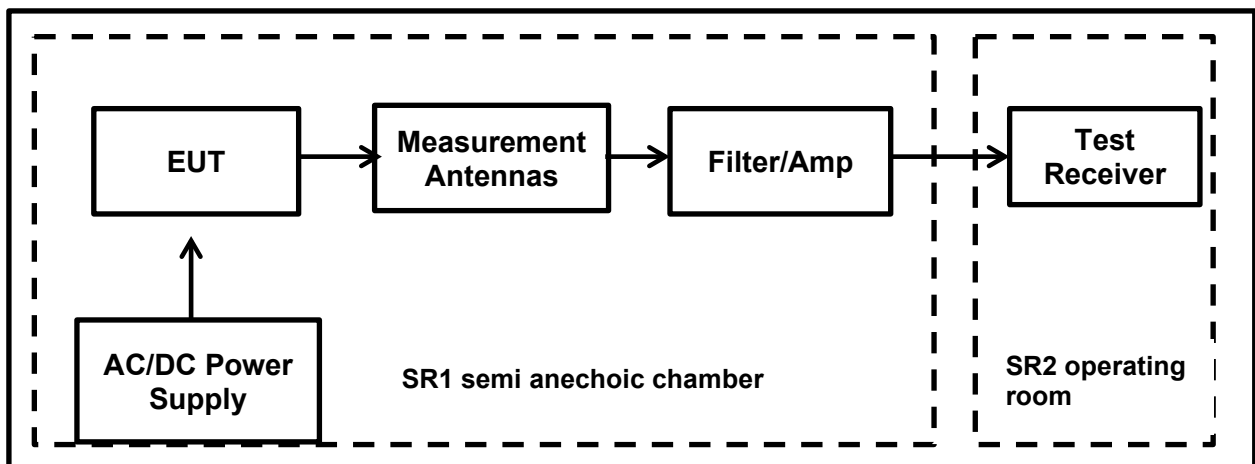 EUT
Measurement
Antennas
Filter/Amp
Test
Receiver
AC/DC Power
Supply
SR1 semi anechoic chamber
SR2 operating
room